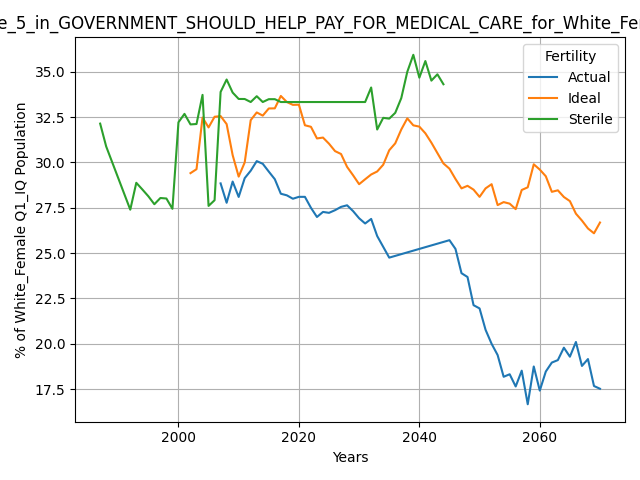 e_5_in_GOVERNMENT_SHOULD_HELP_PAY_FOR_MEDICAL_CARE_for_White_Fe
Fertility
Actual
Ideal
Sterile
% of White_Female Q1_IQ Population
35.0
32.5
30.0
27.5
25.0
22.5
20.0
17.5
2000
2020
2040
2060
Years